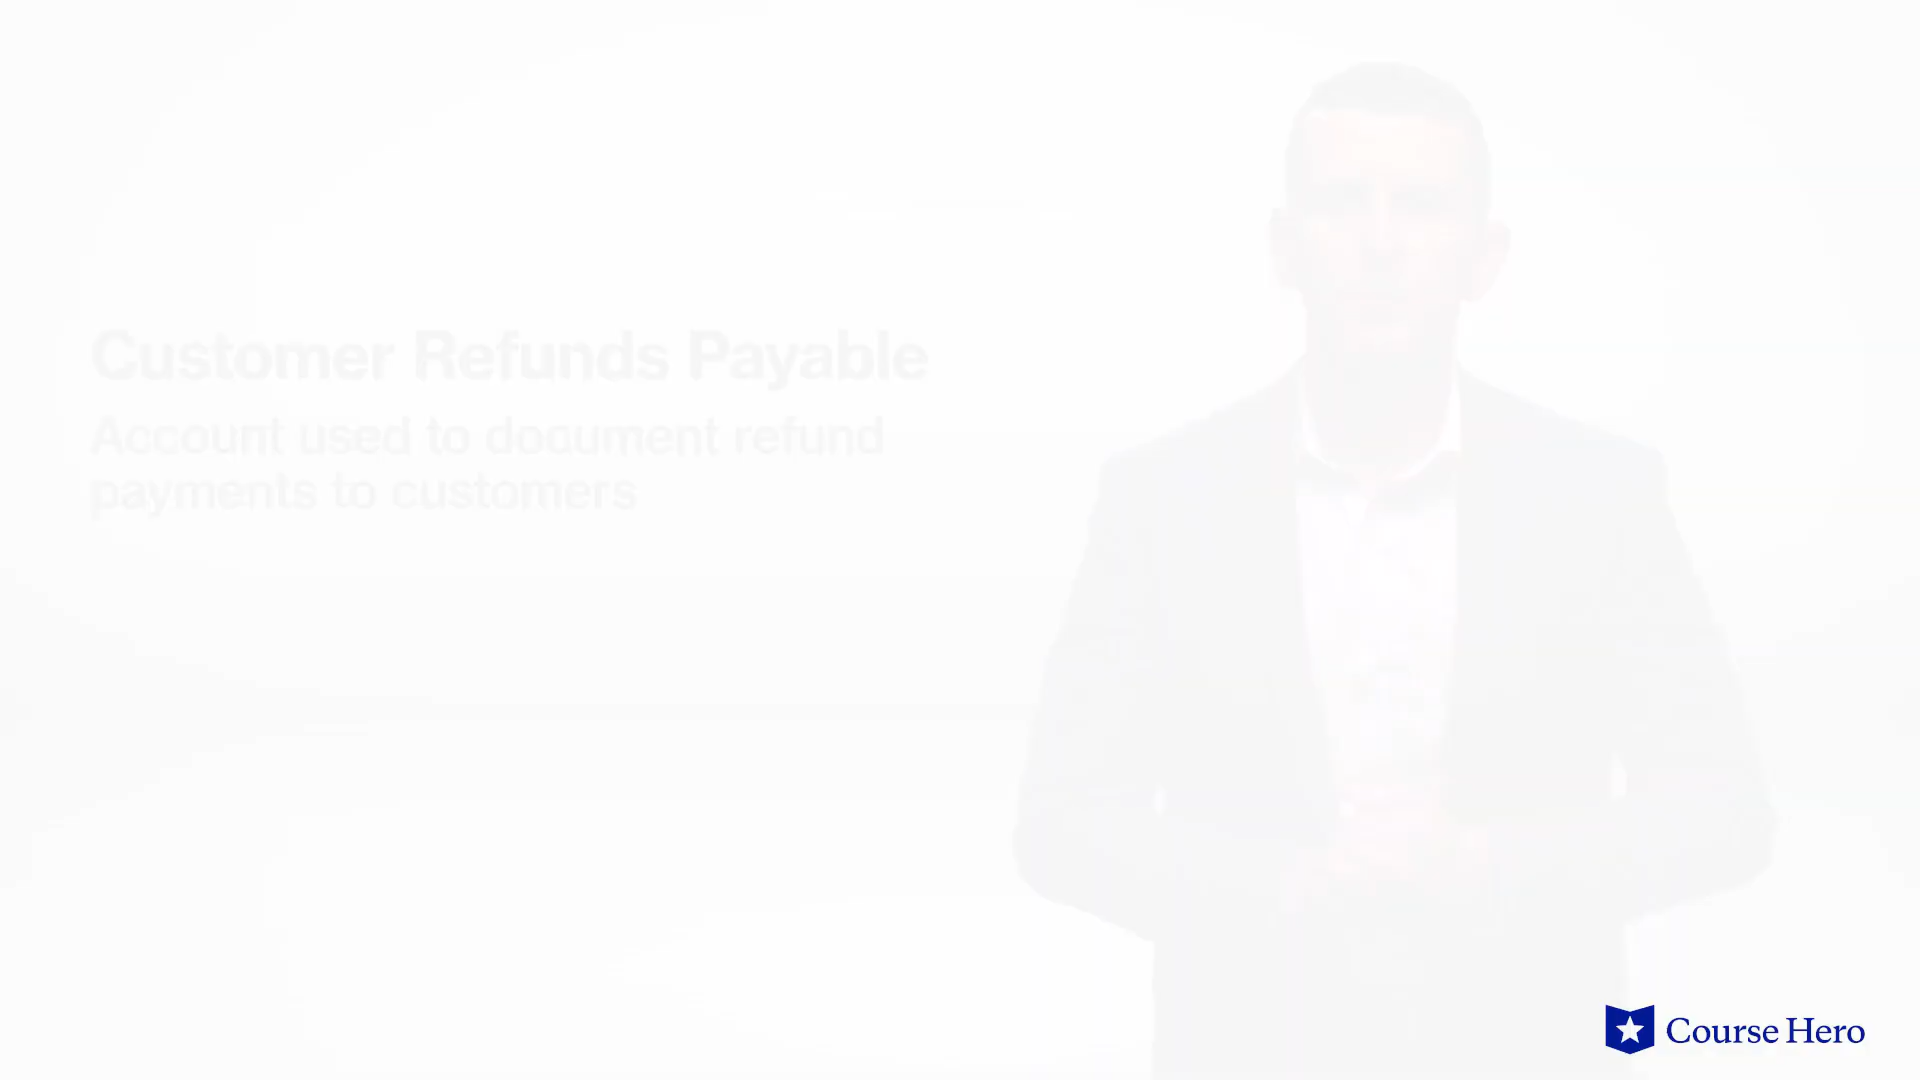 Customer Refunds Payable
Account used to document refund
payments to customers
Course Hero